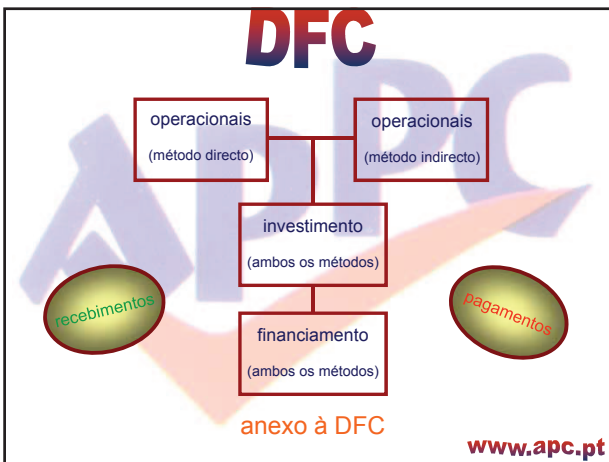 DFC
operacionais
(método directo)
operacionais
(método indirecto)
investimento
(ambos os métodos)
recebimentos
pagamentos
financiamento
(ambos os métodos)
anexo à DFC
www.apc.pt
APPC